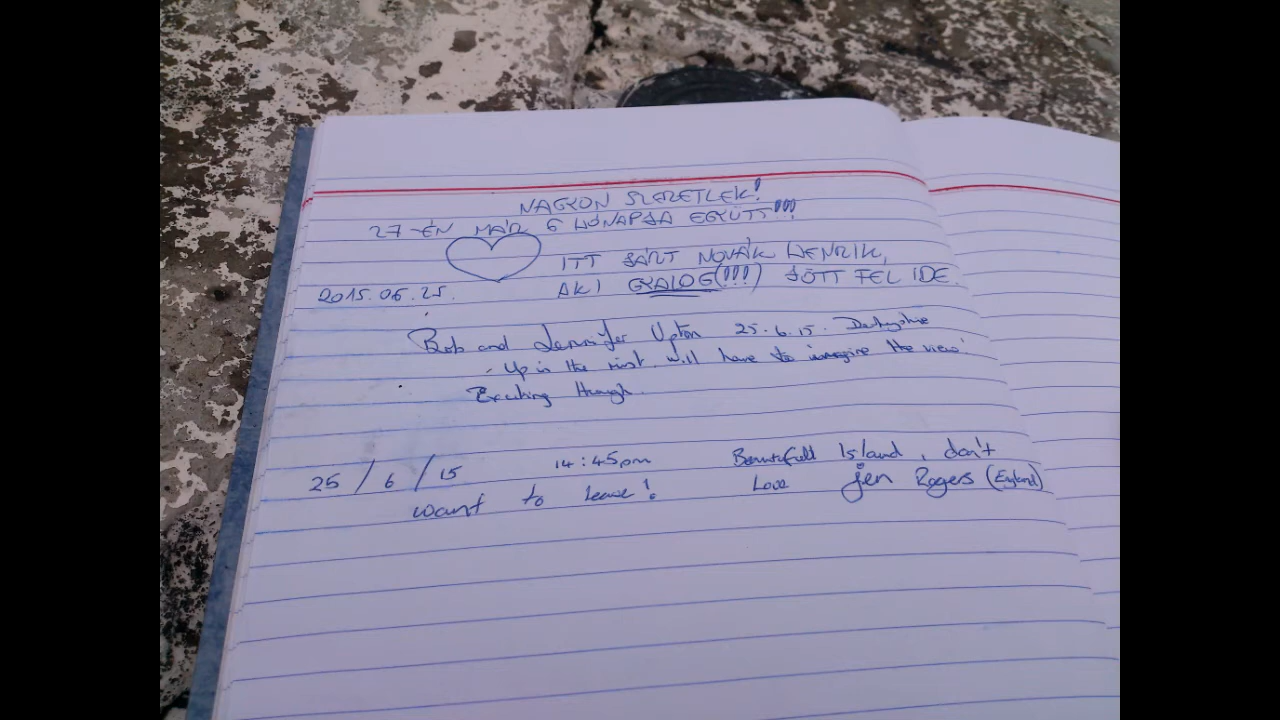 NAGYON SZERETLEK!
27-ÉN MÁR 6 HÓNAPJA EGYÜTT!!!
ITT JÁRT NOVÁK HENRIK,
2015.06.25. AKI GYALOG(!!!) JÖTT FEL IDE.
Bob and Jennifer Upton 25.6.15. Derbyshire
- Up in the mist. Will have to imagine the view!
Exciting though.
25/6/15 14:45pm Beautifull Island, don't
want to leave! Love Jen Rogers (England)